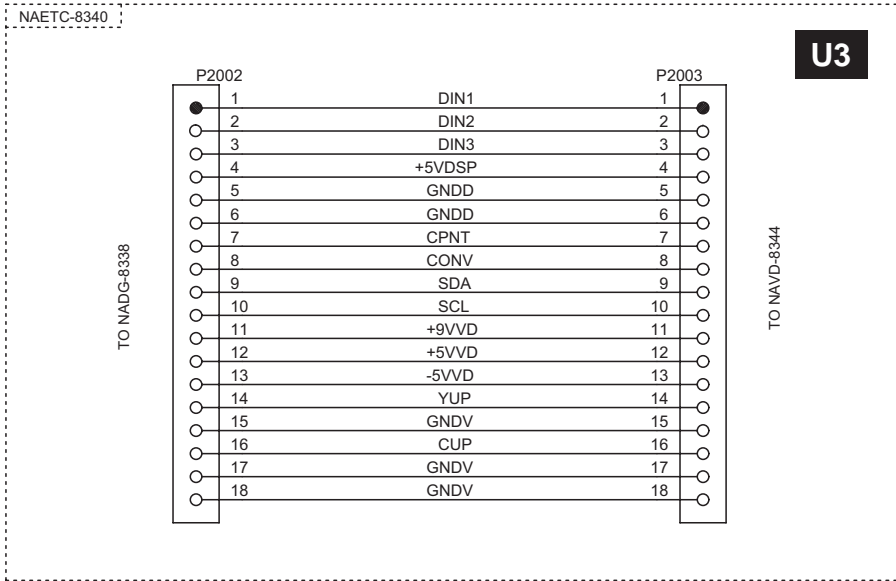 NAETC-8340
U3
P2002 P2003
1 DIN1 1
2 DIN2 2
3 DIN3 3
4 +5VDSP 4
5 GNDD 5
6 GNDD 6
7 CPNT 7
8 CONV 8
9 SDA 9
10 SCL 10
11 +9VVD 11
12 +5VVD 12
13 -5VVD 13
14 YUP 14
15 GNDV 15
16 CUP 16
17 GNDV 17
18 GNDV 18
TO NADG-8338
TO NAVD-8344